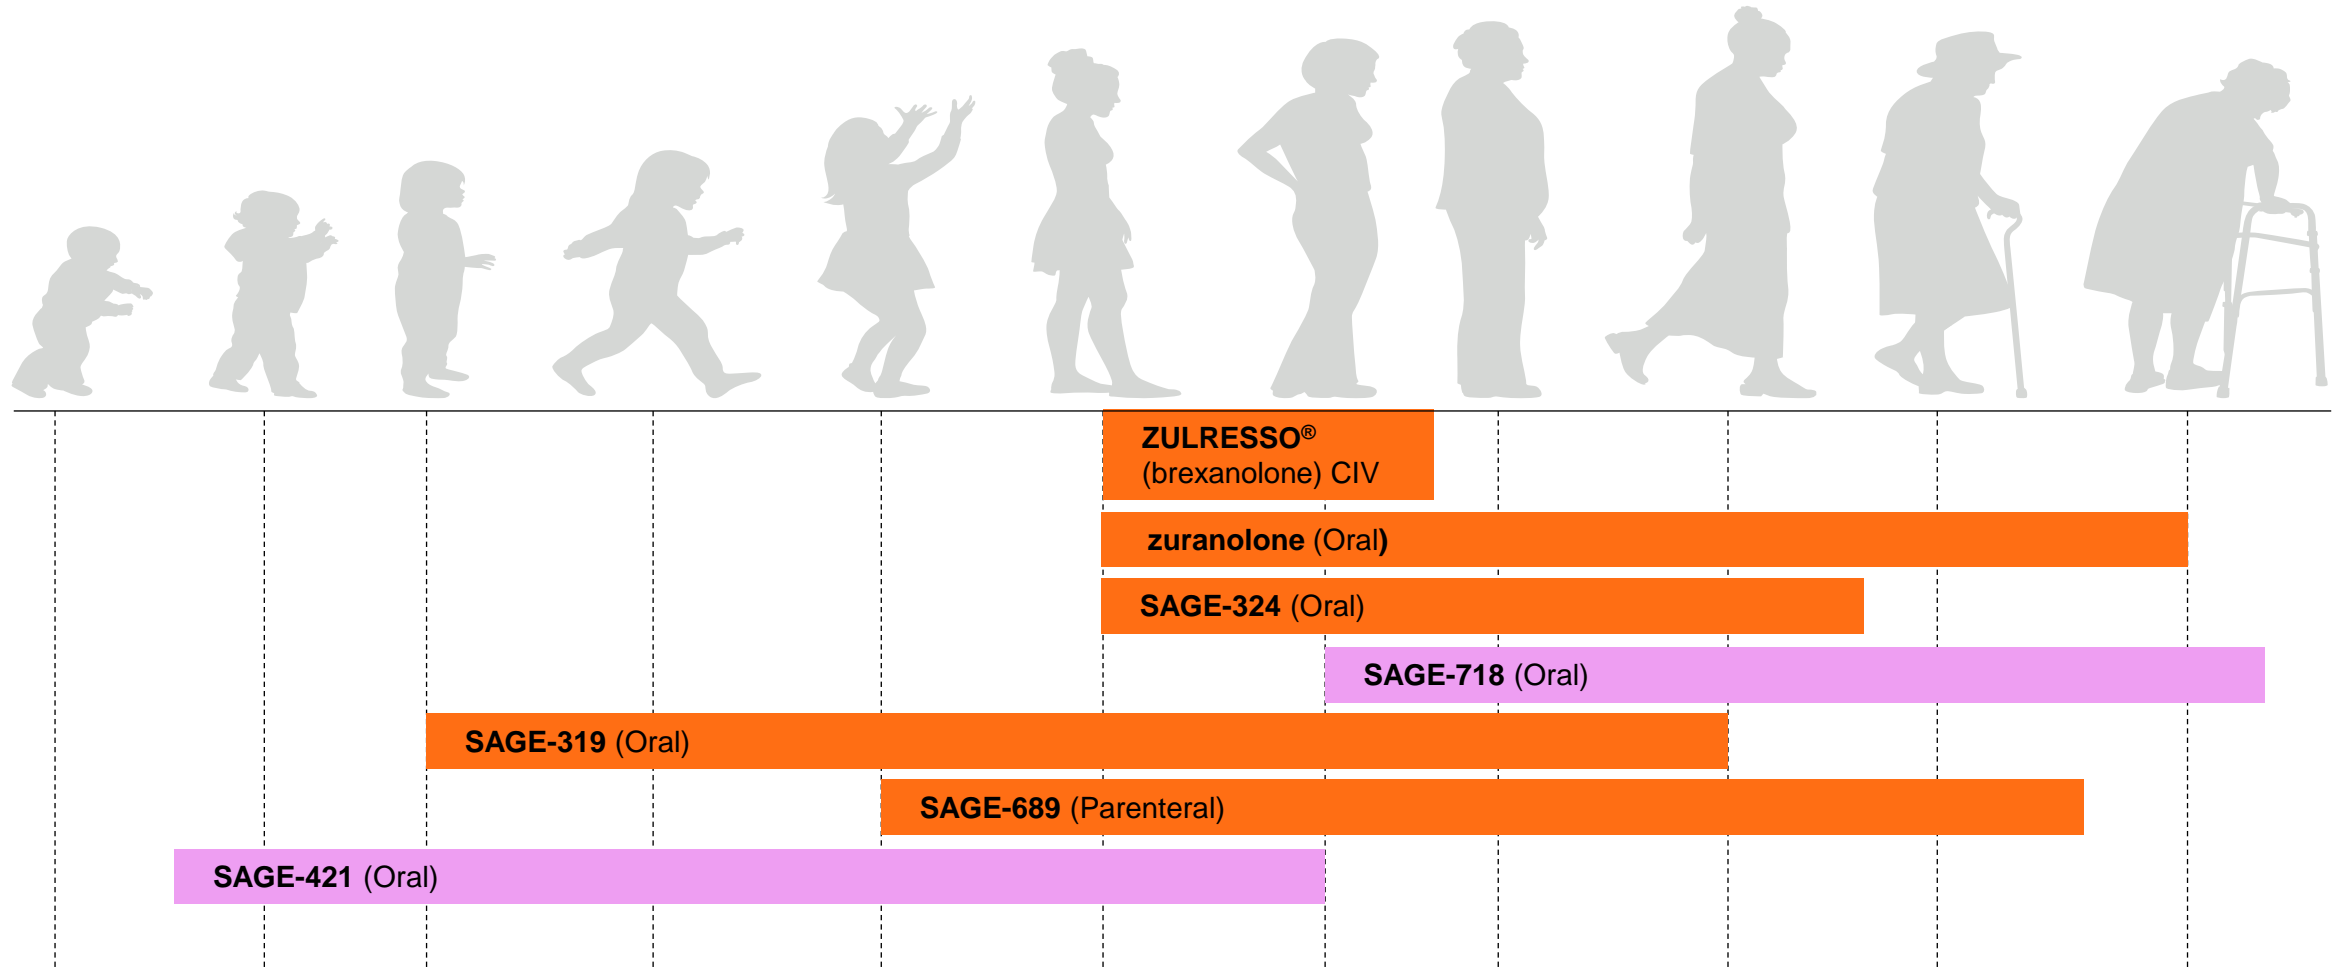 ZULRESSO®
(brexanolone) CIV
zuranolone (Oral)
SAGE-324 (Oral)
SAGE-718 (Oral)
SAGE-319 (Oral)
SAGE-689 (Parenteral)
SAGE-421 (Oral)